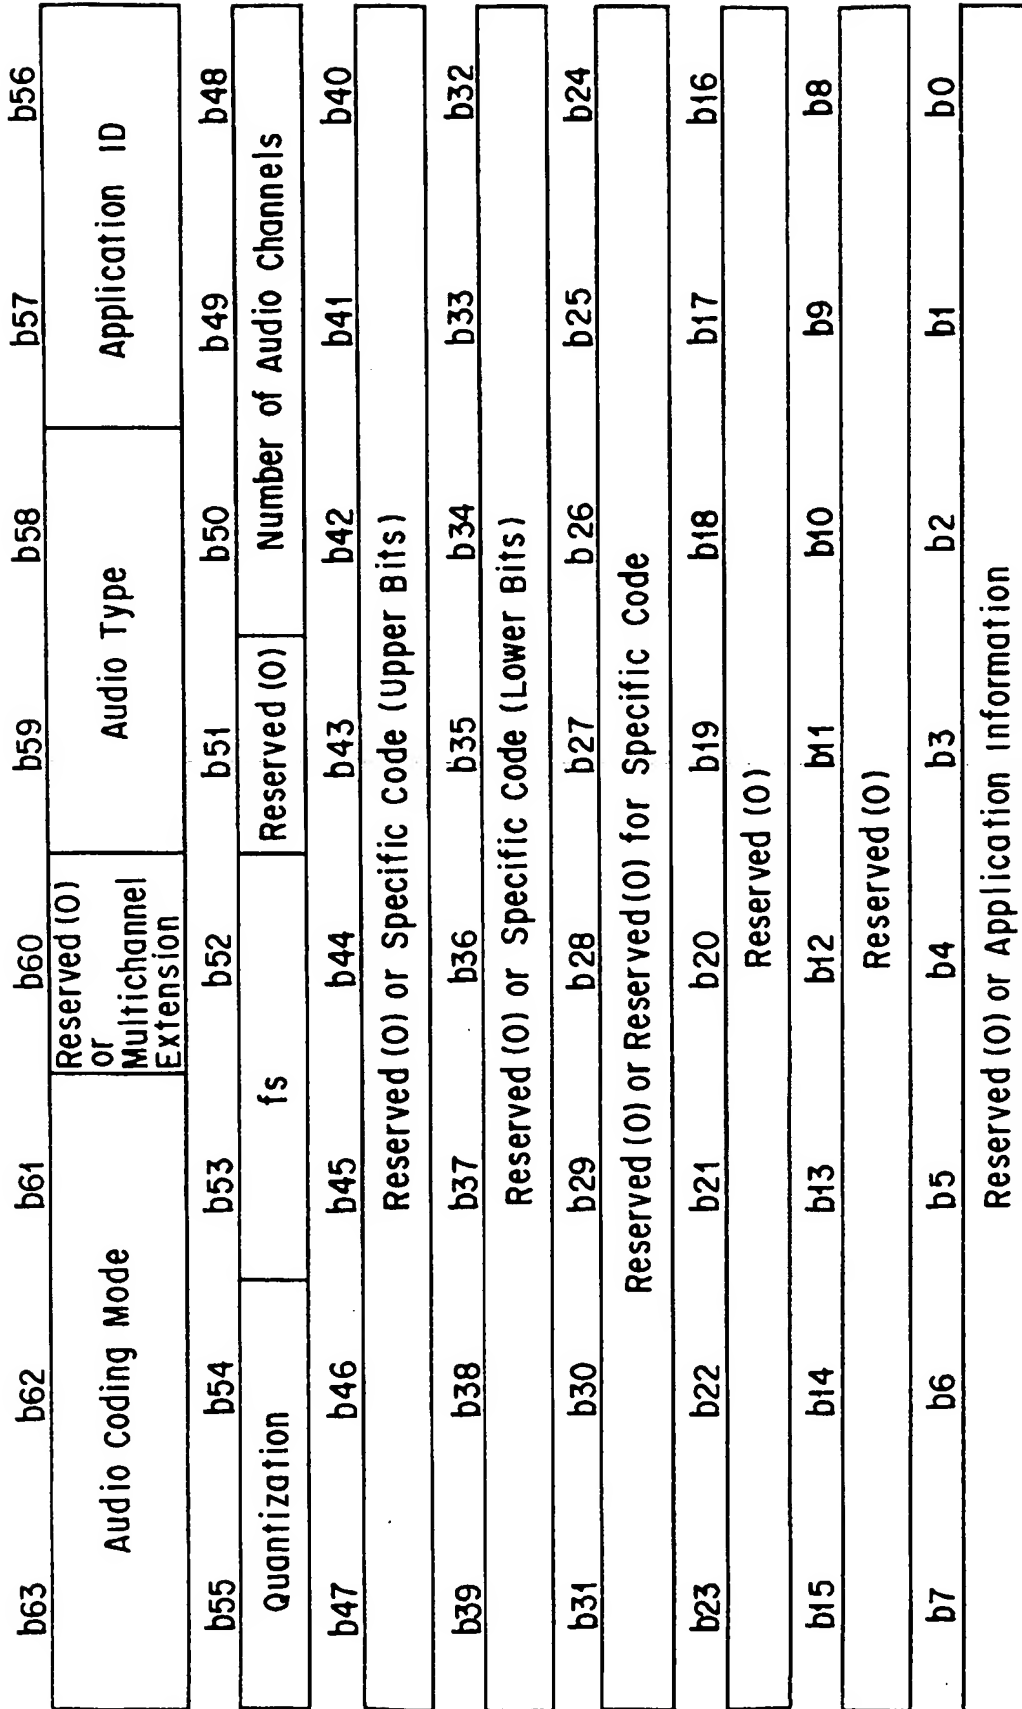 b63 b62 b61 b60 b59 b58 b57 b56
Audio Coding Mode
Reserved (0)
or
Multichannel
Extension
Audio Type
Application ID
b55 b54 b53 b52 b51 b50 b49 b48
Quantization fs Reserved (0) Number of Audio Channels
b47 b46 b45 b44 b43 b42 b41 b40
Reserved (0) or Specific Code (Upper Bits)
b39 b38 b37 b36 b35 b34 b33 b32
Reserved (0) or Specific Code (Lower Bits)
b31 b30 b29 b28 b27 b26 b25 b24
Reserved (0) or Reserved (0) for Specific Code
b23 b22 b21 b20 b19 b18 b17 b16
Reserved (0)
b15 b14 b13 b12 b11 b10 b9 b8
Reserved (0)
b7 b6 b5 b4 b3 b2 b1 b0
Reserved (0) or Application Information